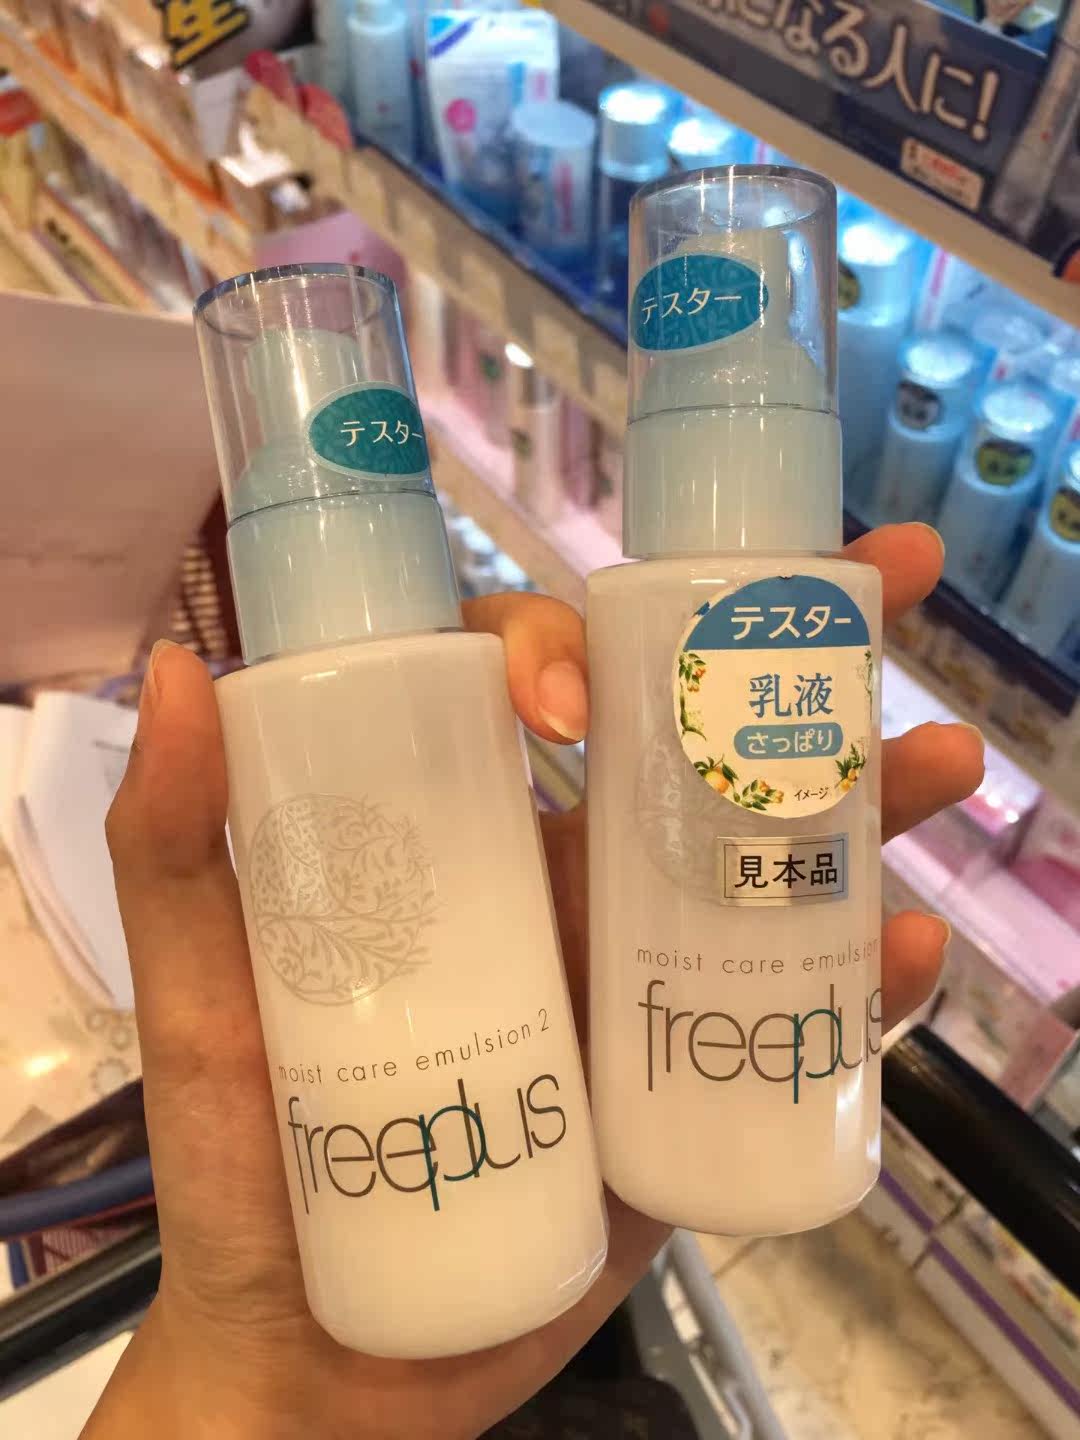 になる人に!
テスター
テスター
テスター
乳液
さっぱり
イメージ
見本品
moist care emulsion
freeplus
moist care emulsion 2
freeplus